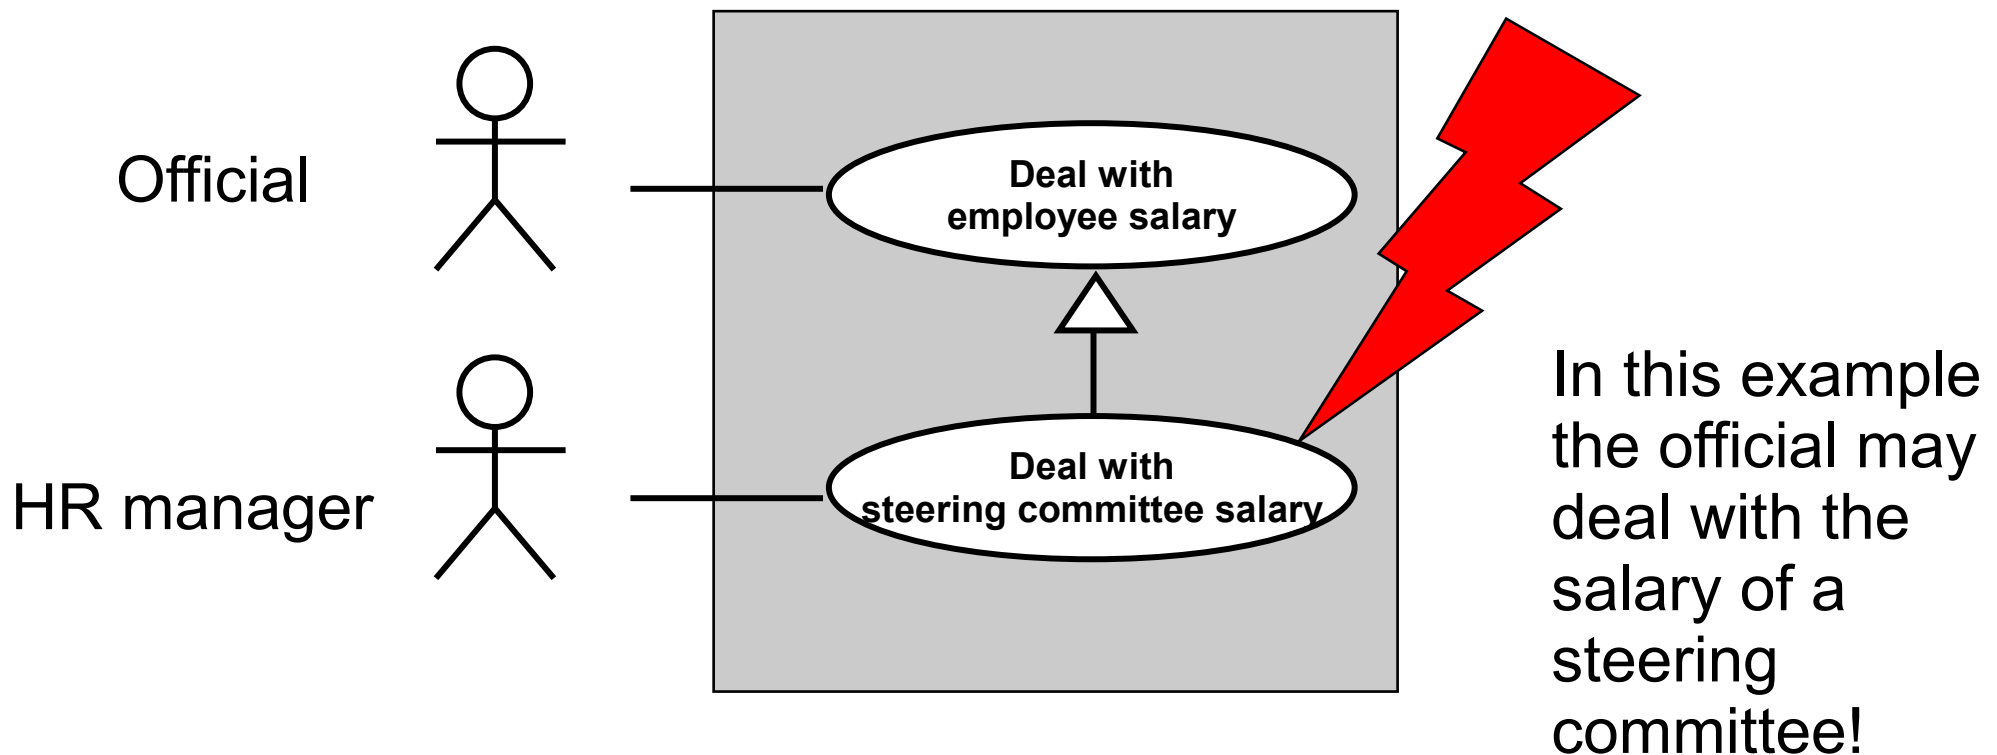 Official
Deal with
employee salary
HR manager
Deal with
steering committee salary
In this example
the official may
deal with the
salary of a
steering
committee!